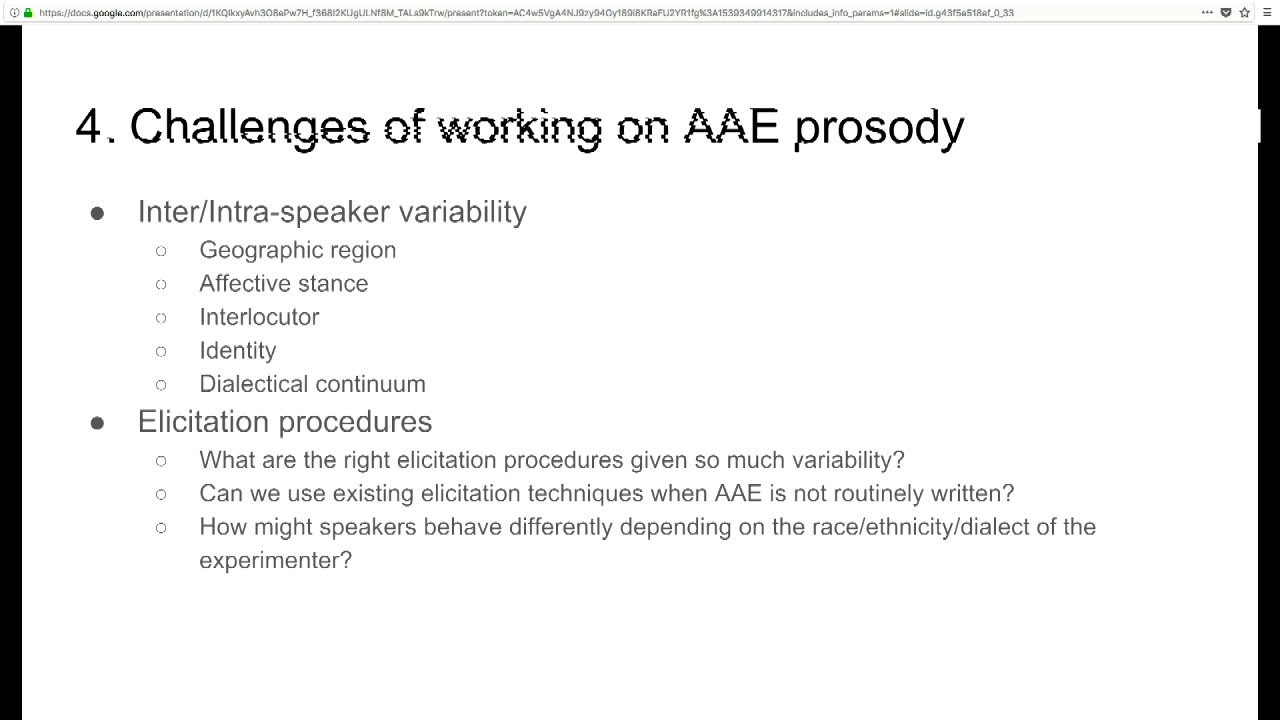 4. Challenges of working on AAE prosody
● Inter/Intra-speaker variability
○ Geographic region
○ Affective stance
○ Interlocutor
○ Identity
○ Dialectical continuum
● Elicitation procedures
○ What are the right elicitation procedures given so much variability?
○ Can we use existing elicitation techniques when AAE is not routinely written?
○ How might speakers behave differently depending on the race/ethnicity/dialect of the
experimenter?